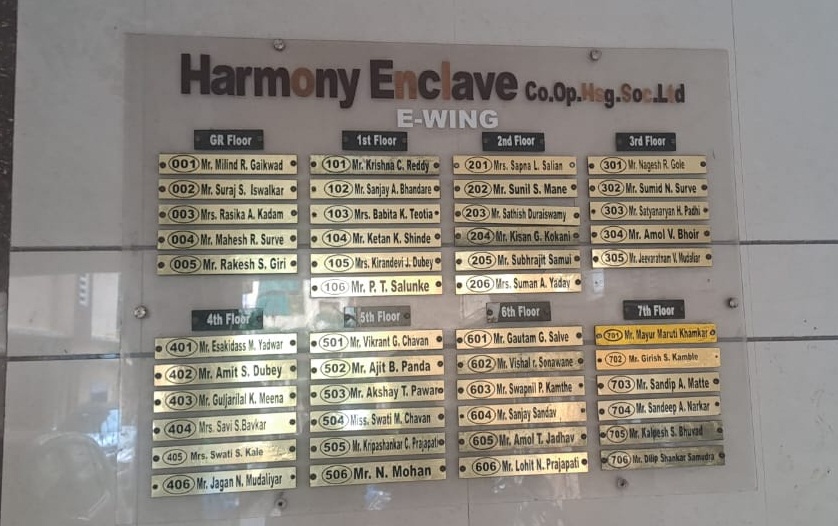 Harmony Enclave Co.Op.Hsg.Soc.Ltd
E-WING
GR Floor
001 Mr. Milind R. Gaikwad
002 Mr. Suraj S. Iswalkar
003 Mrs. Rasika A. Kadam
004 Mr. Mahesh R. Surve
005 Mr. Rakesh S. Giri
1st Floor
101 Mr. Krishna C. Reddy
102 Mr. Sanjay A. Bhandare
103 Mrs. Babita K. Teotia
104 Mr. Ketan K. Shinde
105 Mrs. Kirandevi J. Dubey
106 Mr. P. T. Salunke
2nd Floor
201 Mrs. Sapna L. Salian
202 Mr. Sunil S. Mane
203 Mr. Sathish Duraiswamy
204 Mr. Kisan G. Kokani
205 Mr. Subhrajit Samui
206 Mrs. Suman A. Yadav
3rd Floor
301 Mr. Nagesh R. Gole
302 Mr. Sumid N. Surve
303 Mr. Satyanaryan H. Padhi
304 Mr. Amol V. Bhoir
305 Mr. Jeevaratnam V. Mudaliar
4th Floor
401 Mr. Esakidass M. Yadwar
402 Mr. Amit S. Dubey
403 Mr. Guljarilal K. Meena
404 Mrs. Savi S.Bavkar
405 Mrs. Swati S. Kale
406 Mr. Jagan N. Mudaliyar
5th Floor
501 Mr. Vikrant G. Chavan
502 Mr. Ajit B. Panda
503 Mr. Akshay T. Pawar
504 Miss. Swati M. Chavan
505 Mr. Kripashankar C. Prajapati
506 Mr. N. Mohan
6th Floor
601 Mr. Gautam G. Salve
602 Mr. Vishal r. Sonawane
603 Mr. Swapnil P. Kamthe
604 Mr. Sanjay Sandav
605 Mr. Amol T. Jadhav
606 Mr. Lohit N. Prajapati
7th Floor
701 Mr. Mayur Maruti Khamkar
702 Mr. Girish S. Kamble
703 Mr. Sandip A. Matte
704 Mr. Sandeep A. Narkar
705 Mr. Kalpesh S. Bhuvad
706 Mr. Dilip Shankar Samudra